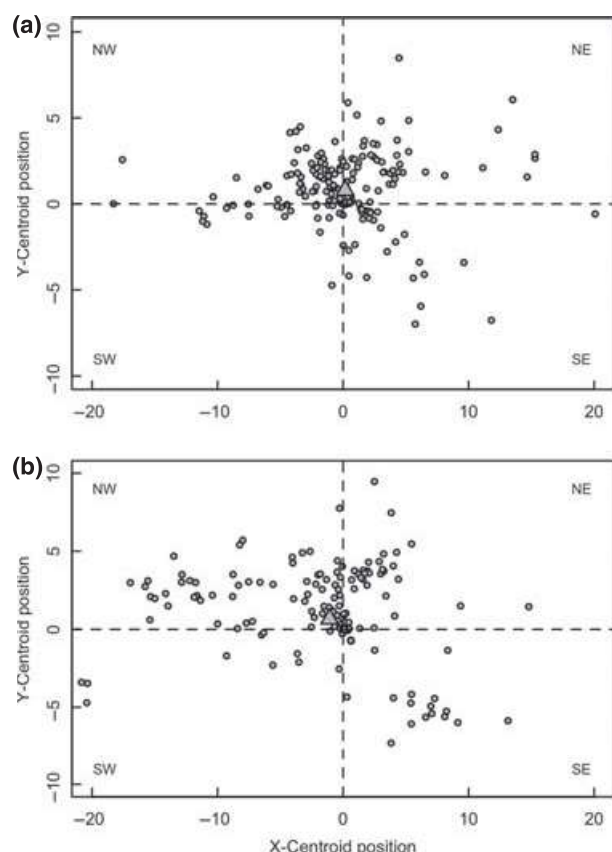 (a)
NW NE
10
5
0
−5
−10
Y-Centroid position
SW SE
−20 −10 0 10 20
(b)
NW NE
10
5
0
−5
−10
Y-Centroid position
SW SE
−20 −10 0 10 20
X-Centroid position